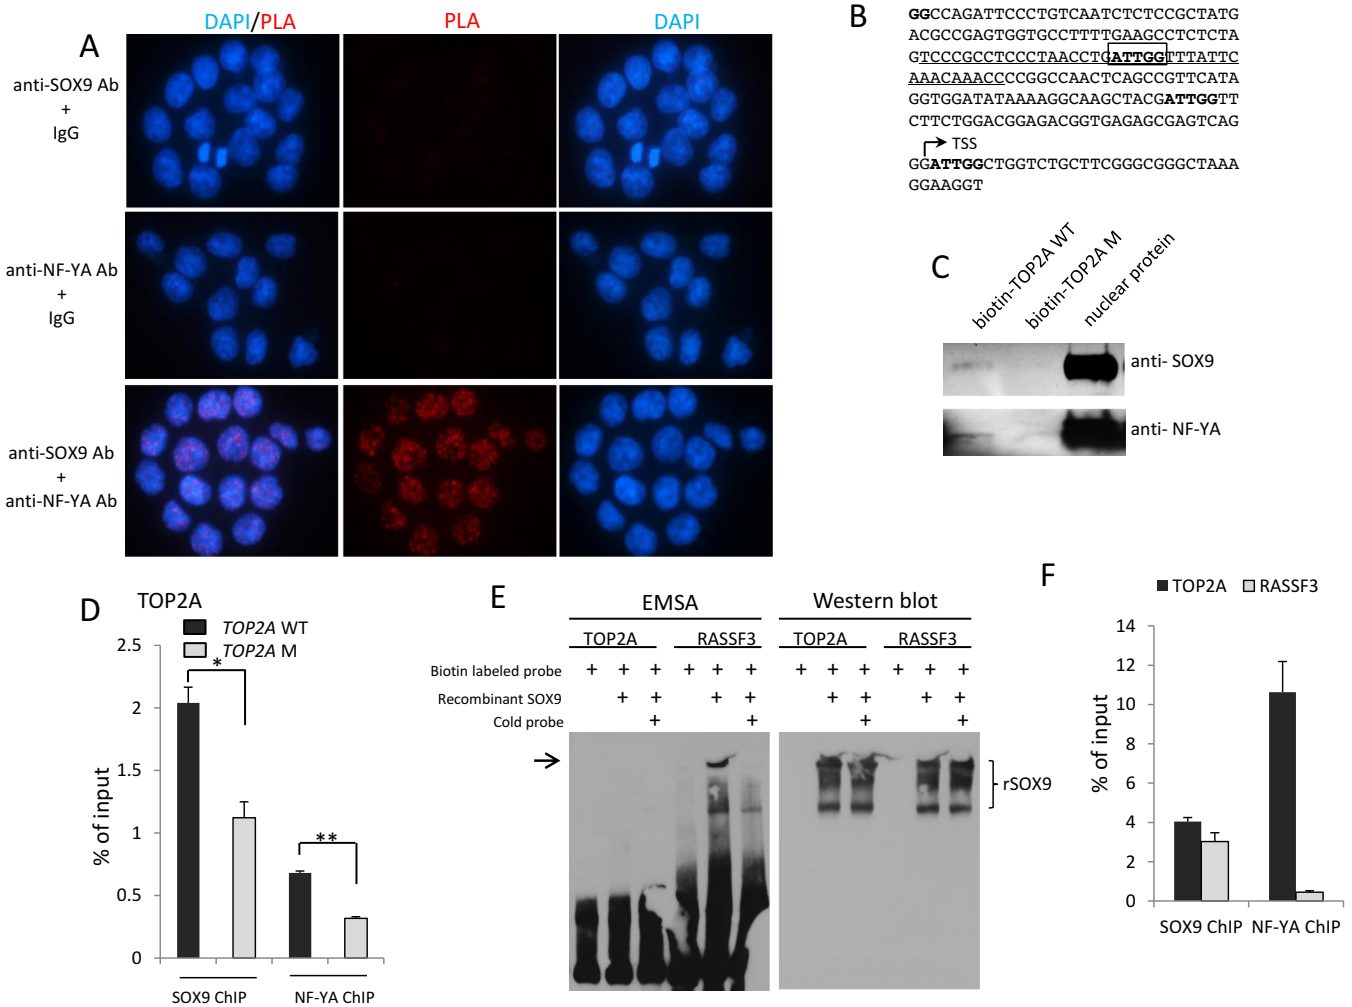 A
DAPI/PLA
PLA
DAPI
anti-SOX9 Ab
+
IgG
anti-NF-YA Ab
+
IgG
anti-SOX9 Ab
+
anti-NF-YA Ab
B
GGCCAGATTCCCTGTCAATCTCTCCGCTATG
ACGCCGAGTGGTGCCTTTTGAAGCCTCTCTA
GTCCCGCCTCCCTAACCTGATTGGTTTATTC
AAACAAACCCCGGCCAACTCAGCCGTTCATA
GGTGGATATAAAAGGCAAGCTACGATTGGTT
CTTCTGGACGGAGACGGTGAGAGCGAGTCAG
TSS
GGATTGGCTGGTCTGCTTCGGGCGGGCTAAA
GGAAGGT
C
biotin-TOP2A WT
biotin-TOP2A M
nuclear protein
anti- SOX9
anti- NF-YA
D
TOP2A
TOP2A WT
TOP2A M
% of input
2.5
2
1.5
1
0.5
0
*
**
SOX9 ChIP
NF-YA ChIP
E
EMSA
Western blot
TOP2A
RASSF3
TOP2A
RASSF3
Biotin labeled probe + + + + + + + + + + +
Recombinant SOX9 + + + + + + + +
Cold probe + + + +
rSOX9
F
TOP2A
RASSF3
% of input
14
12
10
8
6
4
2
0
SOX9 ChIP
NF-YA ChIP